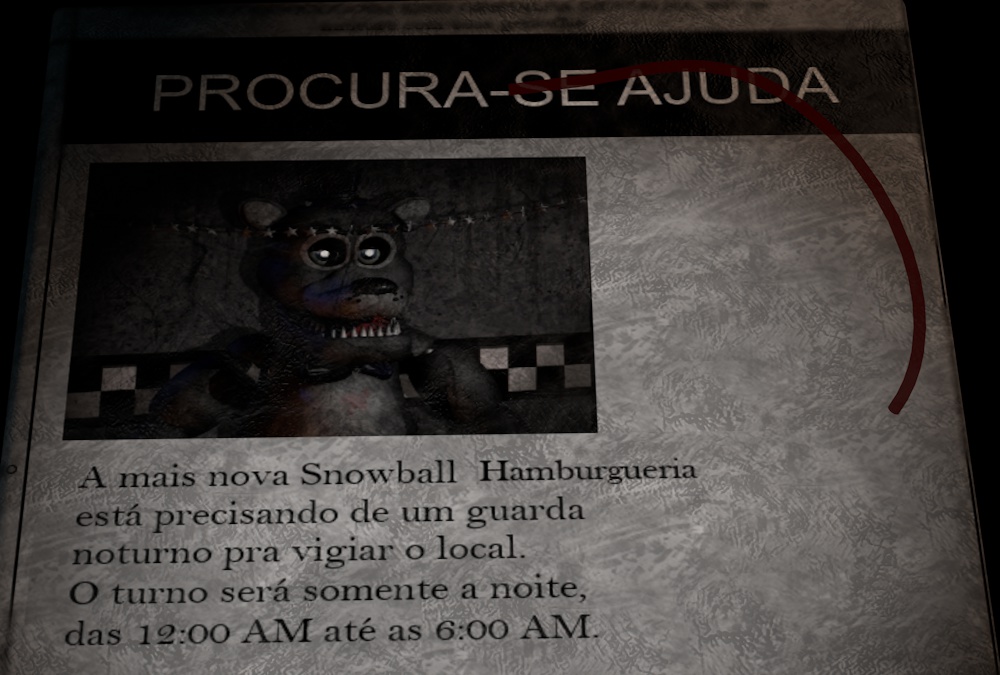 PROCURA-SE AJUDA
A mais nova Snowball Hamburgueria
está precisando de um guarda
noturno pra vigiar o local.
O turno será somente a noite,
das 12:00 AM até as 6:00 AM.